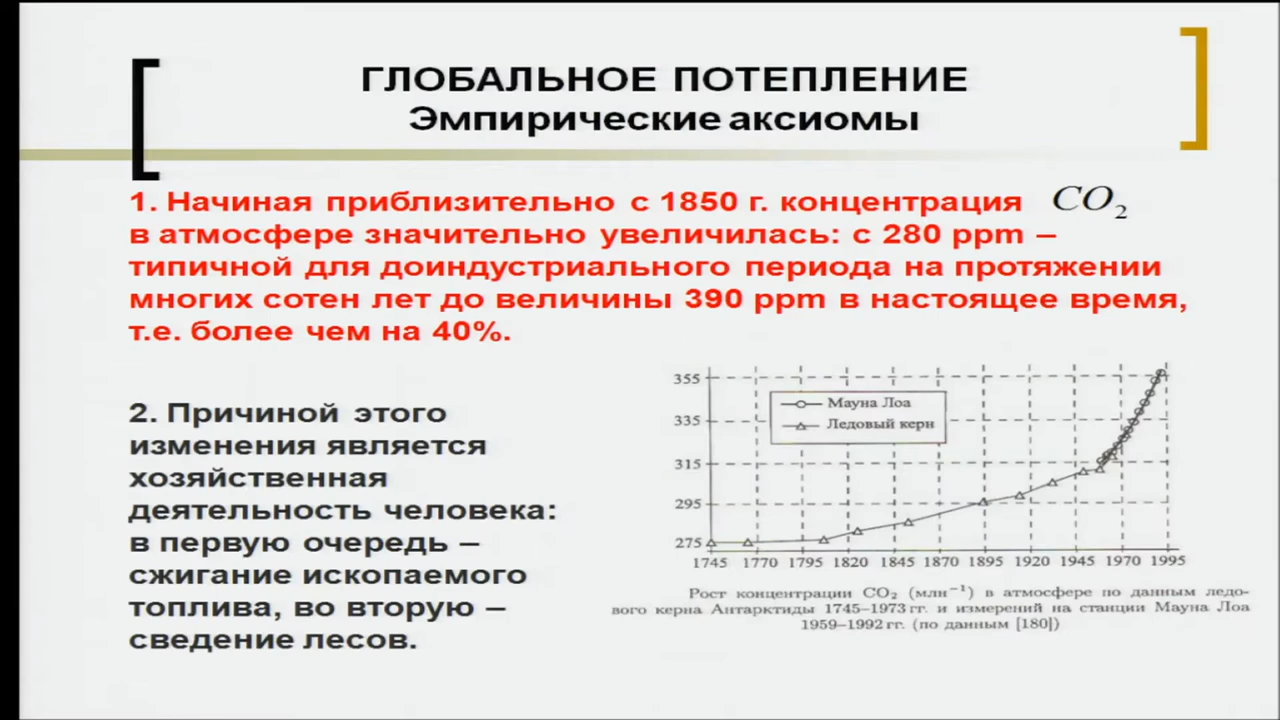 ГЛОБАЛЬНОЕ ПОТЕПЛЕНИЕ
Эмпирические аксиомы
1. Начиная приблизительно с 1850 г. концентрация CO₂
в атмосфере значительно увеличилась: с 280 ppm –
типичной для доиндустриального периода на протяжении
многих сотен лет до величины 390 ppm в настоящее время,
т.е. более чем на 40%.
2. Причиной этого
изменения является
хозяйственная
деятельность человека:
в первую очередь –
сжигание ископаемого
топлива, во вторую –
сведение лесов.
355
335
315
295
275
Мауна Лоа
Ледовый керн
1745 1770 1795 1820 1845 1870 1895 1920 1945 1970 1995
Рост концентрации CO₂ (млн⁻¹) в атмосфере по данным ледо-
вого керна Антарктиды 1745–1973 гг. и измерений на станции Мауна Лоа
1959–1992 гг. (по данным [180])